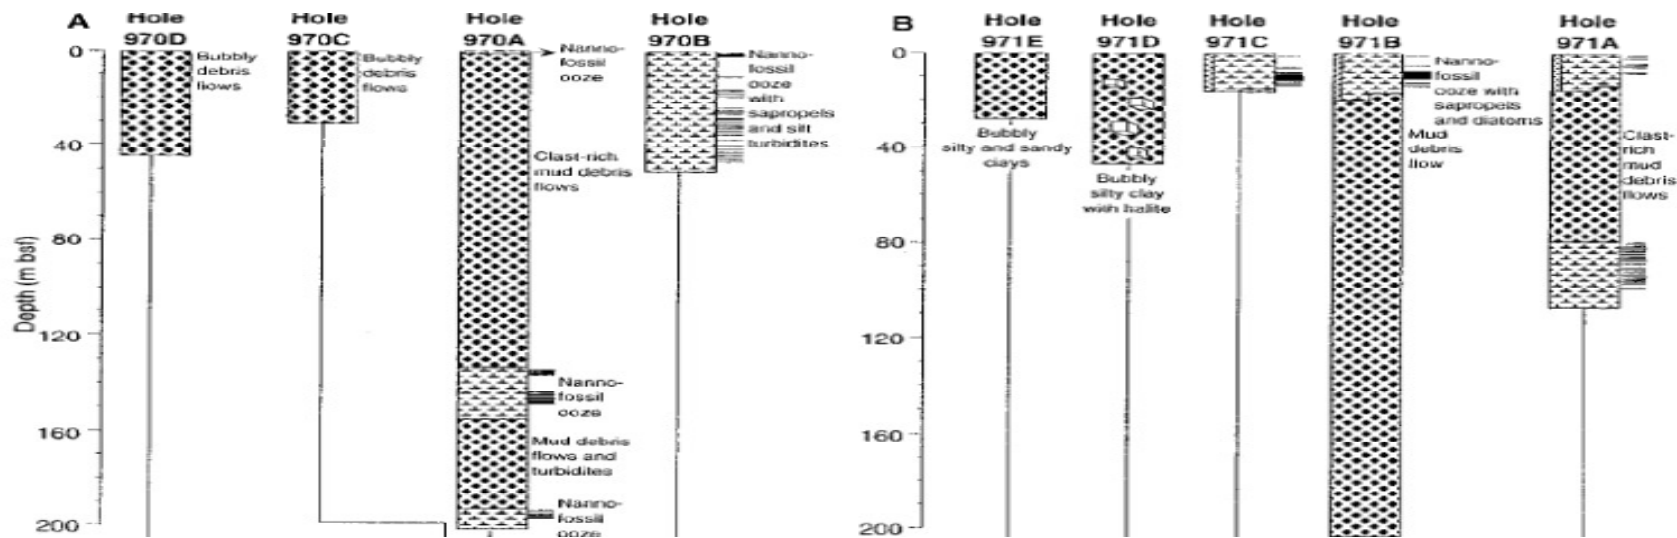 A
Hole
970D
Hole
970C
Hole
970A
Hole
970B
Bubbly
debris
flows
Bubbly
debris
flows
Nanno-
fossil
ooze
Clast-rich
mud debris
flows
Nanno-
fossil
ooze
Mud debris
flows and
turbidites
Nanno-
fossil
ooze
Nanno-
fossil
ooze
with
sapropels
and silt
turbidites
Depth (m bsf)
0
40
80
120
160
200
B
Hole
971E
Hole
971D
Hole
971C
Hole
971B
Hole
971A
Bubbly
silty and sandy
clays
Bubbly
silty clay
with halite
Nanno-
fossil
ooze with
sapropels
and diatoms
Mud
debris
flow
Clast-
rich
mud
debris
flows
0
40
80
120
160
200